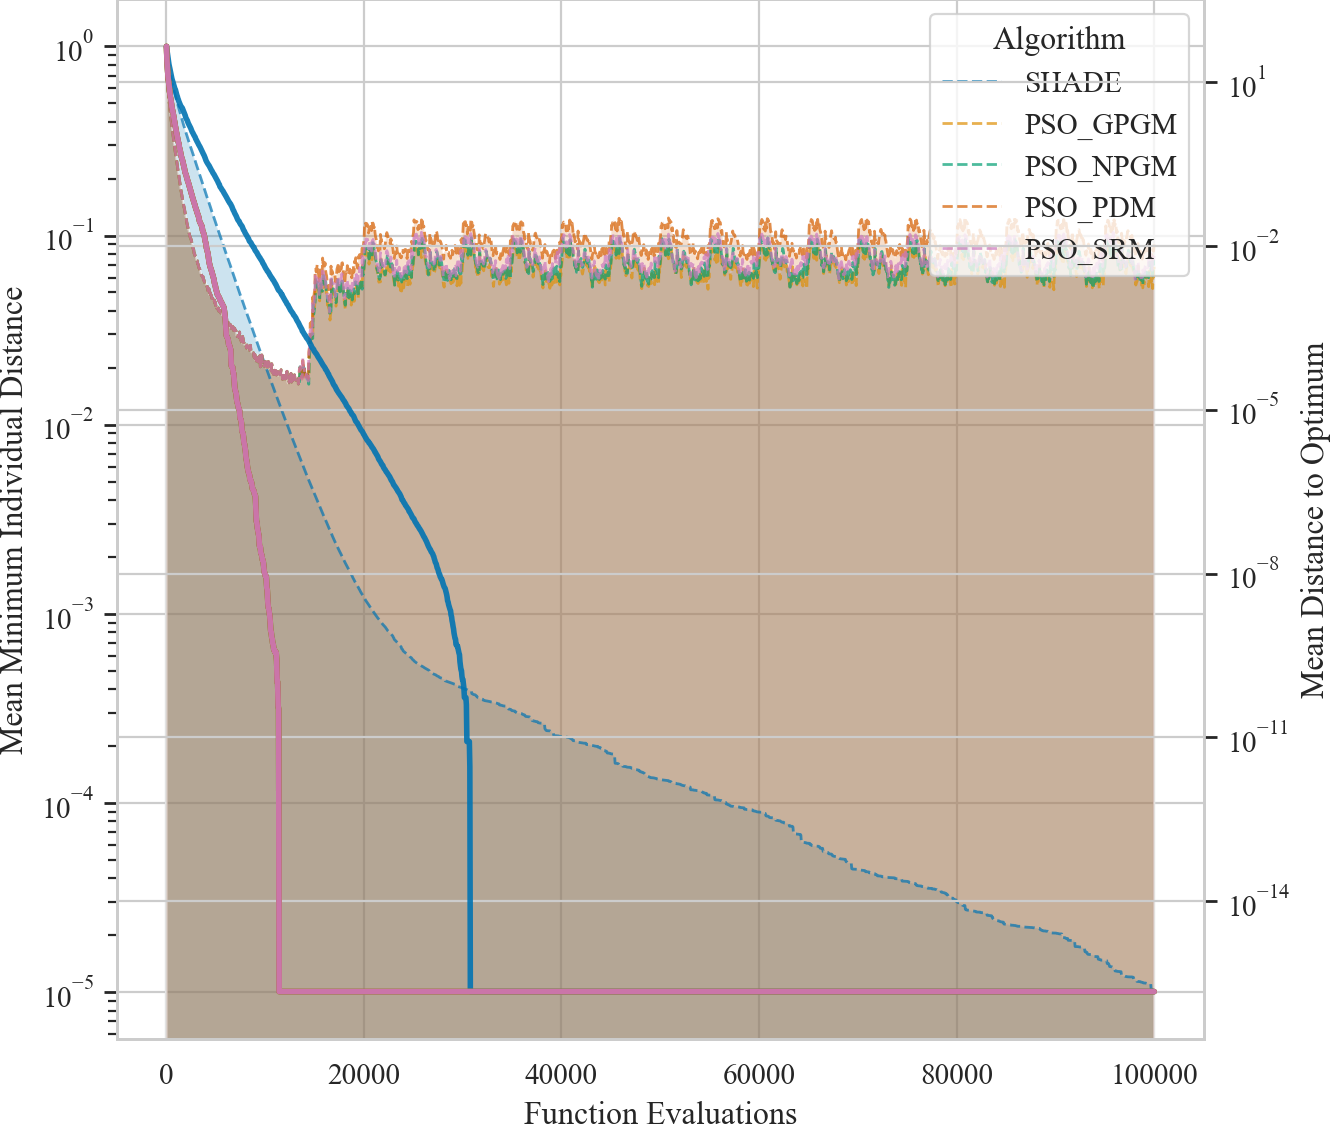 Algorithm
SHADE
PSO_GPGM
PSO_NPGM
PSO_PDM
PSO_SRM
Mean Minimum Individual Distance
10^0
10^−1
10^−2
10^−3
10^−4
10^−5
Mean Distance to Optimum
10^1
10^−2
10^−5
10^−8
10^−11
10^−14
0 20000 40000 60000 80000 100000
Function Evaluations